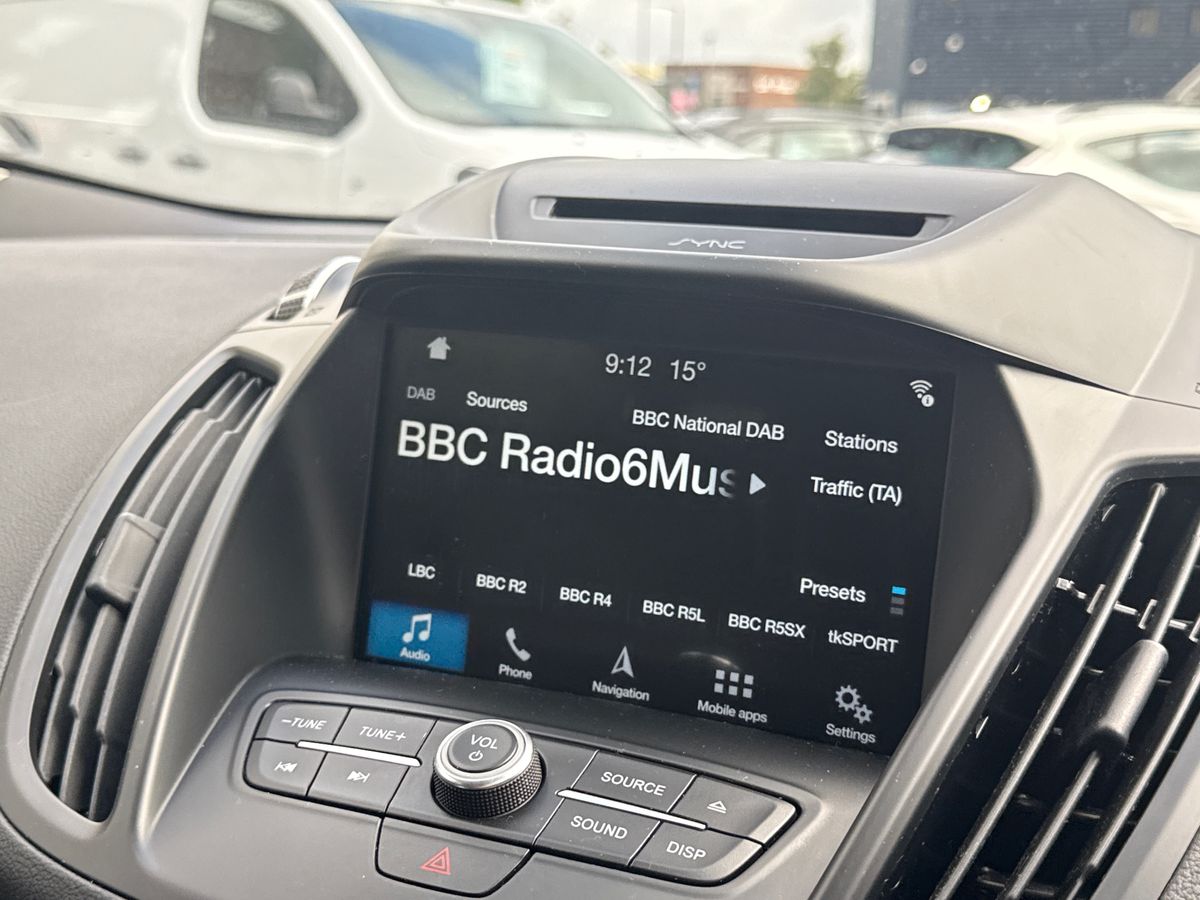 SYNC
9:12 15°
DAB Sources BBC National DAB Stations
BBC Radio6Mus
Traffic (TA)
Presets
LBC BBC R2 BBC R4 BBC R5L BBC R5SX tkSPORT
Audio Phone Navigation Mobile apps Settings
−TUNE TUNE+ VOL SOURCE
SOUND DISP